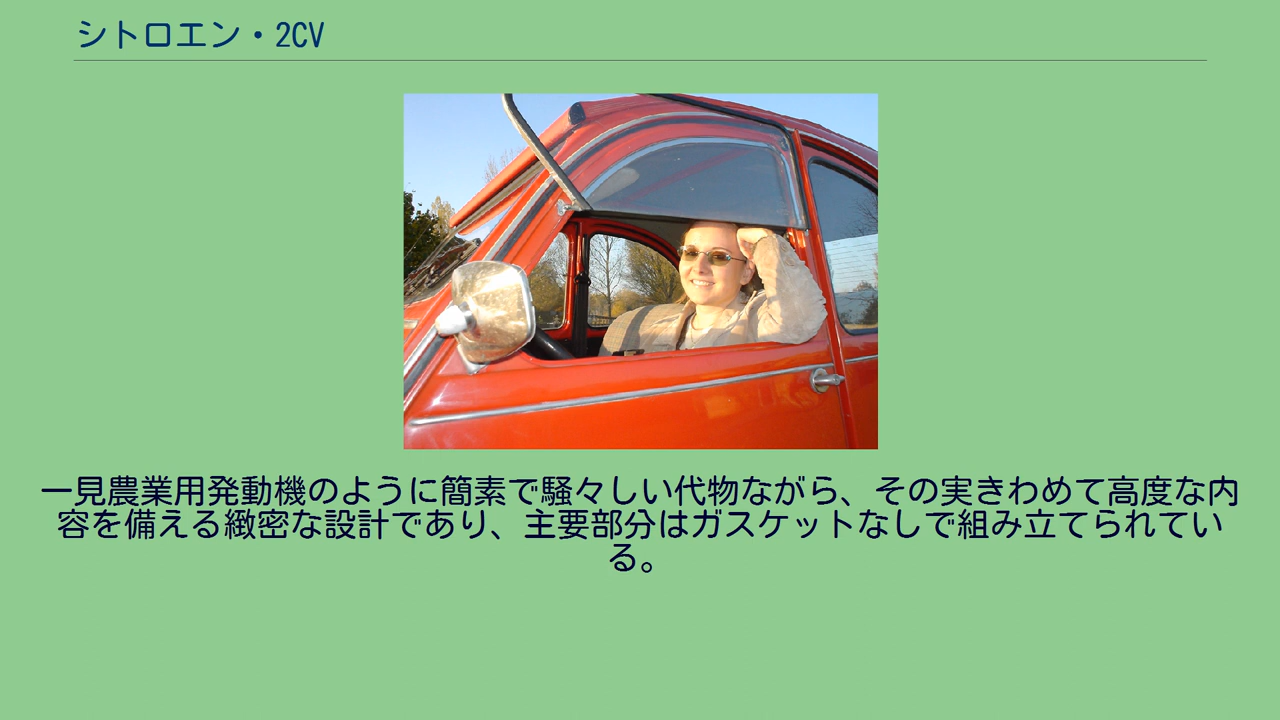 シトロエン・2CV
一見農業用発動機のように簡素で騒々しい代物ながら、その実きわめて高度な内
容を備える緻密な設計であり、主要部分はガスケットなしで組み立てられてい
る。